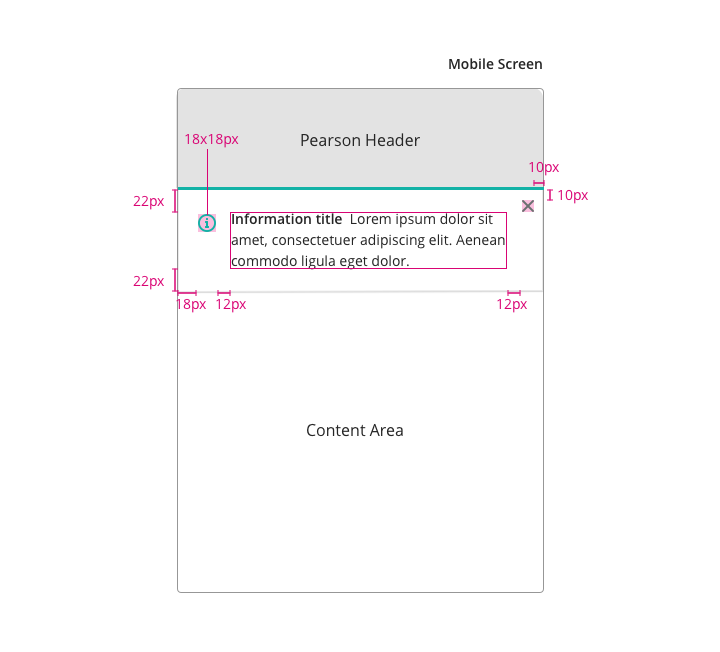 Mobile Screen
18x18px
Pearson Header
10px
22px
10px
Information title Lorem ipsum dolor sit
amet, consectetuer adipiscing elit. Aenean
commodo ligula eget dolor.
22px
18px
12px
12px
Content Area